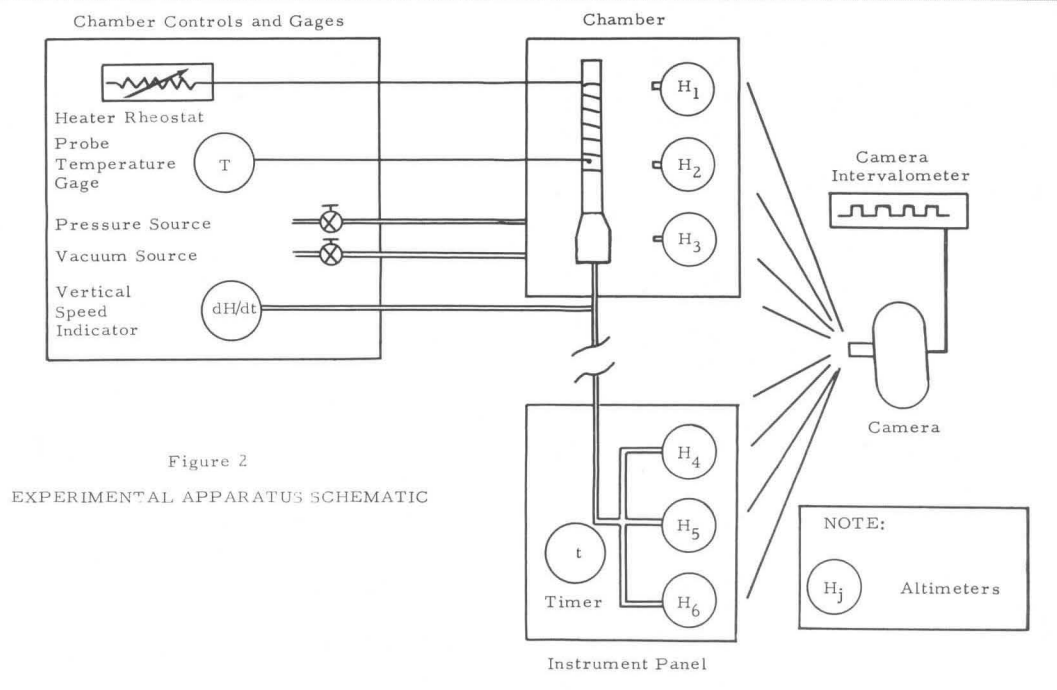 Chamber Controls and Gages
Chamber
Heater Rheostat
Probe
Temperature
Gage
T
Pressure Source
Vacuum Source
Vertical
Speed
Indicator
dH/dt
H1
H2
H3
Camera
Intervalometer
Camera
Figure 2
EXPERIMENTAL APPARATUS SCHEMATIC
H4
H5
H6
t
Timer
Instrument Panel
NOTE:
Hj Altimeters